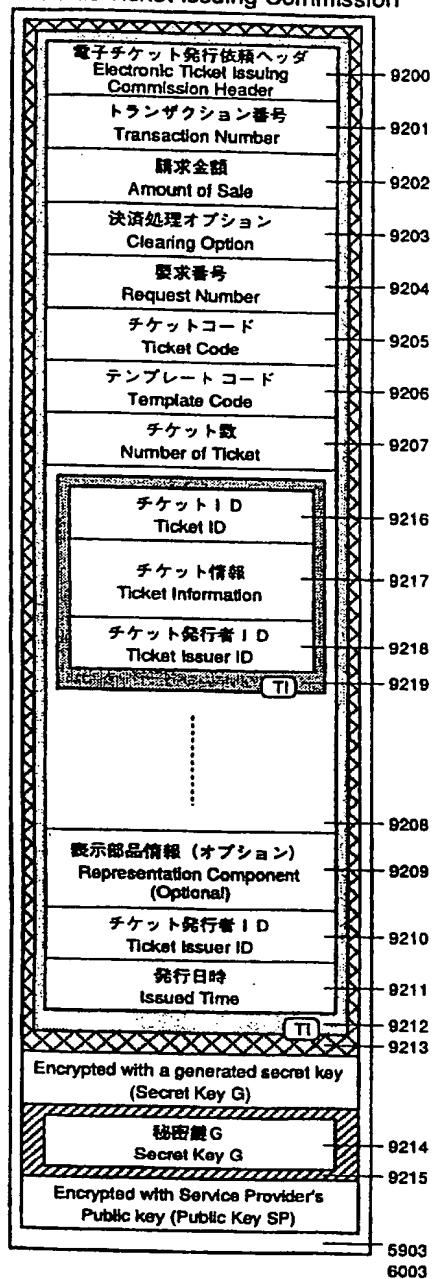 Ticket Issuing Commission
電子チケット発行依頼ヘッダ
Electronic Ticket Issuing
Commission Header
9200
トランザクション番号
Transaction Number
9201
請求金額
Amount of Sale
9202
決済処理オプション
Clearing Option
9203
要求番号
Request Number
9204
チケットコード
Ticket Code
9205
テンプレート コード
Template Code
9206
チケット数
Number of Ticket
9207
チケットID
Ticket ID
9216
チケット情報
Ticket Information
9217
チケット発行者ID
Ticket Issuer ID
9218
TI
9219
9208
表示部品情報（オプション）
Representation Component
(Optional)
9209
チケット発行者ID
Ticket Issuer ID
9210
発行日時
Issued Time
9211
TI
9212
9213
Encrypted with a generated secret key
(Secret Key G)
秘密鍵G
Secret Key G
9214
9215
Encrypted with Service Provider's
Public key (Public Key SP)
5903
6003